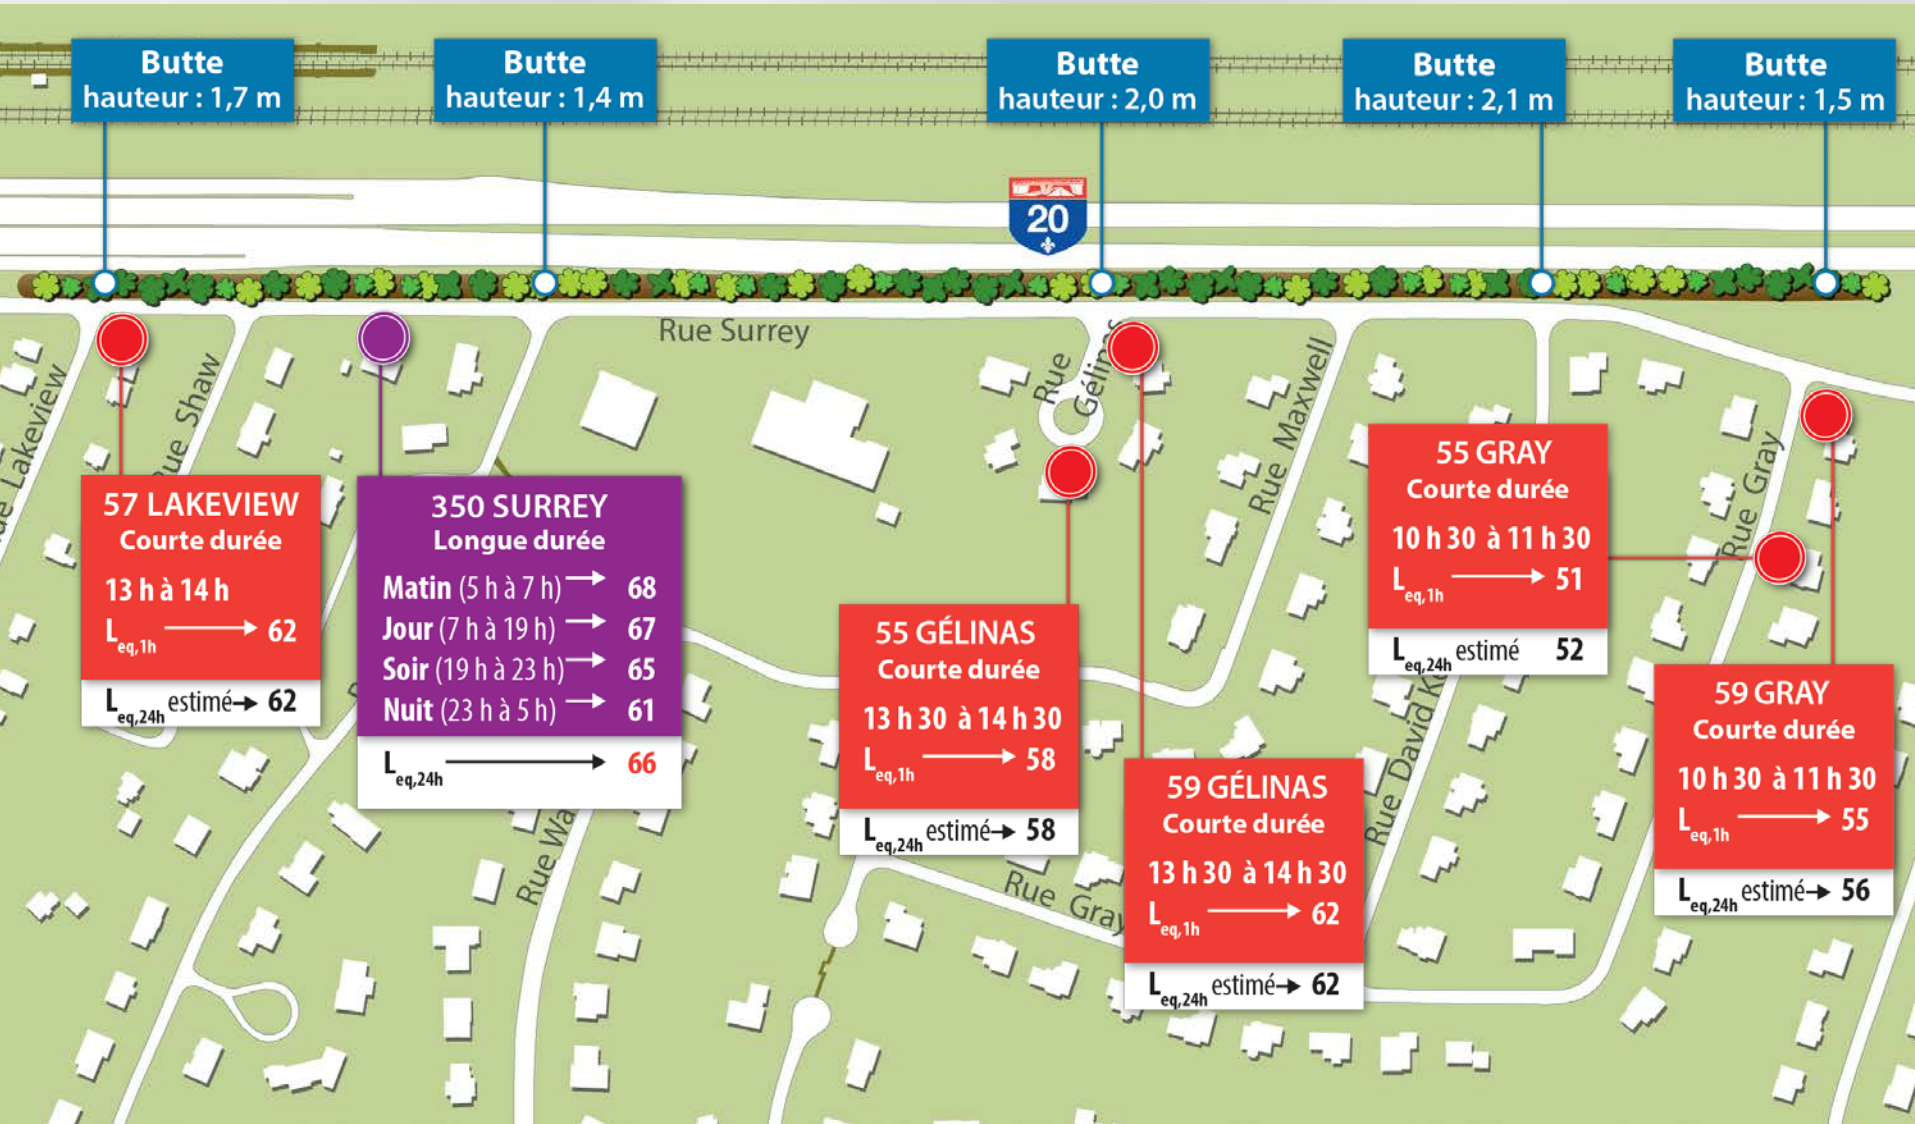 Butte
hauteur : 1,7 m
Butte
hauteur : 1,4 m
Butte
hauteur : 2,0 m
Butte
hauteur : 2,1 m
Butte
hauteur : 1,5 m
20
Rue Surrey
Lakeview
Rue Shaw
Rue
Gélinas
Rue Maxwell
Rue Gray
57 LAKEVIEW
Courte durée
13 h à 14 h
Leq,1h 62
Leq,24h estimé 62
350 SURREY
Longue durée
Matin (5 h à 7 h) 68
Jour (7 h à 19 h) 67
Soir (19 h à 23 h) 65
Nuit (23 h à 5 h) 61
Leq,24h 66
55 GÉLINAS
Courte durée
13 h 30 à 14 h 30
Leq,1h 58
Leq,24h estimé 58
59 GÉLINAS
Courte durée
13 h 30 à 14 h 30
Leq,1h 62
Leq,24h estimé 62
55 GRAY
Courte durée
10 h 30 à 11 h 30
Leq,1h 51
Leq,24h estimé 52
59 GRAY
Courte durée
10 h 30 à 11 h 30
Leq,1h 55
Leq,24h estimé 56
Rue David
Rue Wa
Rue Gray